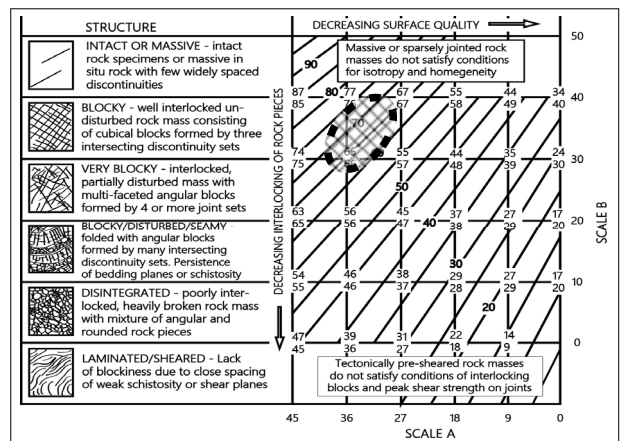 STRUCTURE
DECREASING SURFACE QUALITY
INTACT OR MASSIVE - intact
rock specimens or massive in
situ rock with few widely spaced
discontinuities
BLOCKY - well interlocked un-
disturbed rock mass consisting
of cubical blocks formed by three
intersecting discontinuity sets
VERY BLOCKY - interlocked,
partially disturbed mass with
multi-faceted angular blocks
formed by 4 or more joint sets
BLOCKY/DISTURBED/SEAMY -
folded with angular blocks
formed by many intersecting
discontinuity sets. Persistence
of bedding planes or schistosity
DISINTEGRATED - poorly inter-
locked, heavily broken rock mass
with mixture of angular and
rounded rock pieces
LAMINATED/SHEARED - Lack
of blockiness due to close spacing
of weak schistosity or shear planes
DECREASING INTERLOCKING OF ROCK PIECES
Massive or sparsely jointed rock
masses do not satisfy conditions
for isotropy and homegeneity
90
87 80 77 67 55 44 34
85 67 58 49 40
70
74 65 55 44 35 24
75 57 48 39 30
50
63 56 45 37 27 17
65 56 47 40 38 29 20
30
54 46 38 29 27 17
55 46 37 28 29 20
20
47 39 31 22 14
45 36 27 18 9
Tectonically pre-sheared rock masses
do not satisfy conditions of interlocking
blocks and peak shear strength on joints
50
40
30
20
10
0
SCALE B
45 36 27 18 9 0
SCALE A